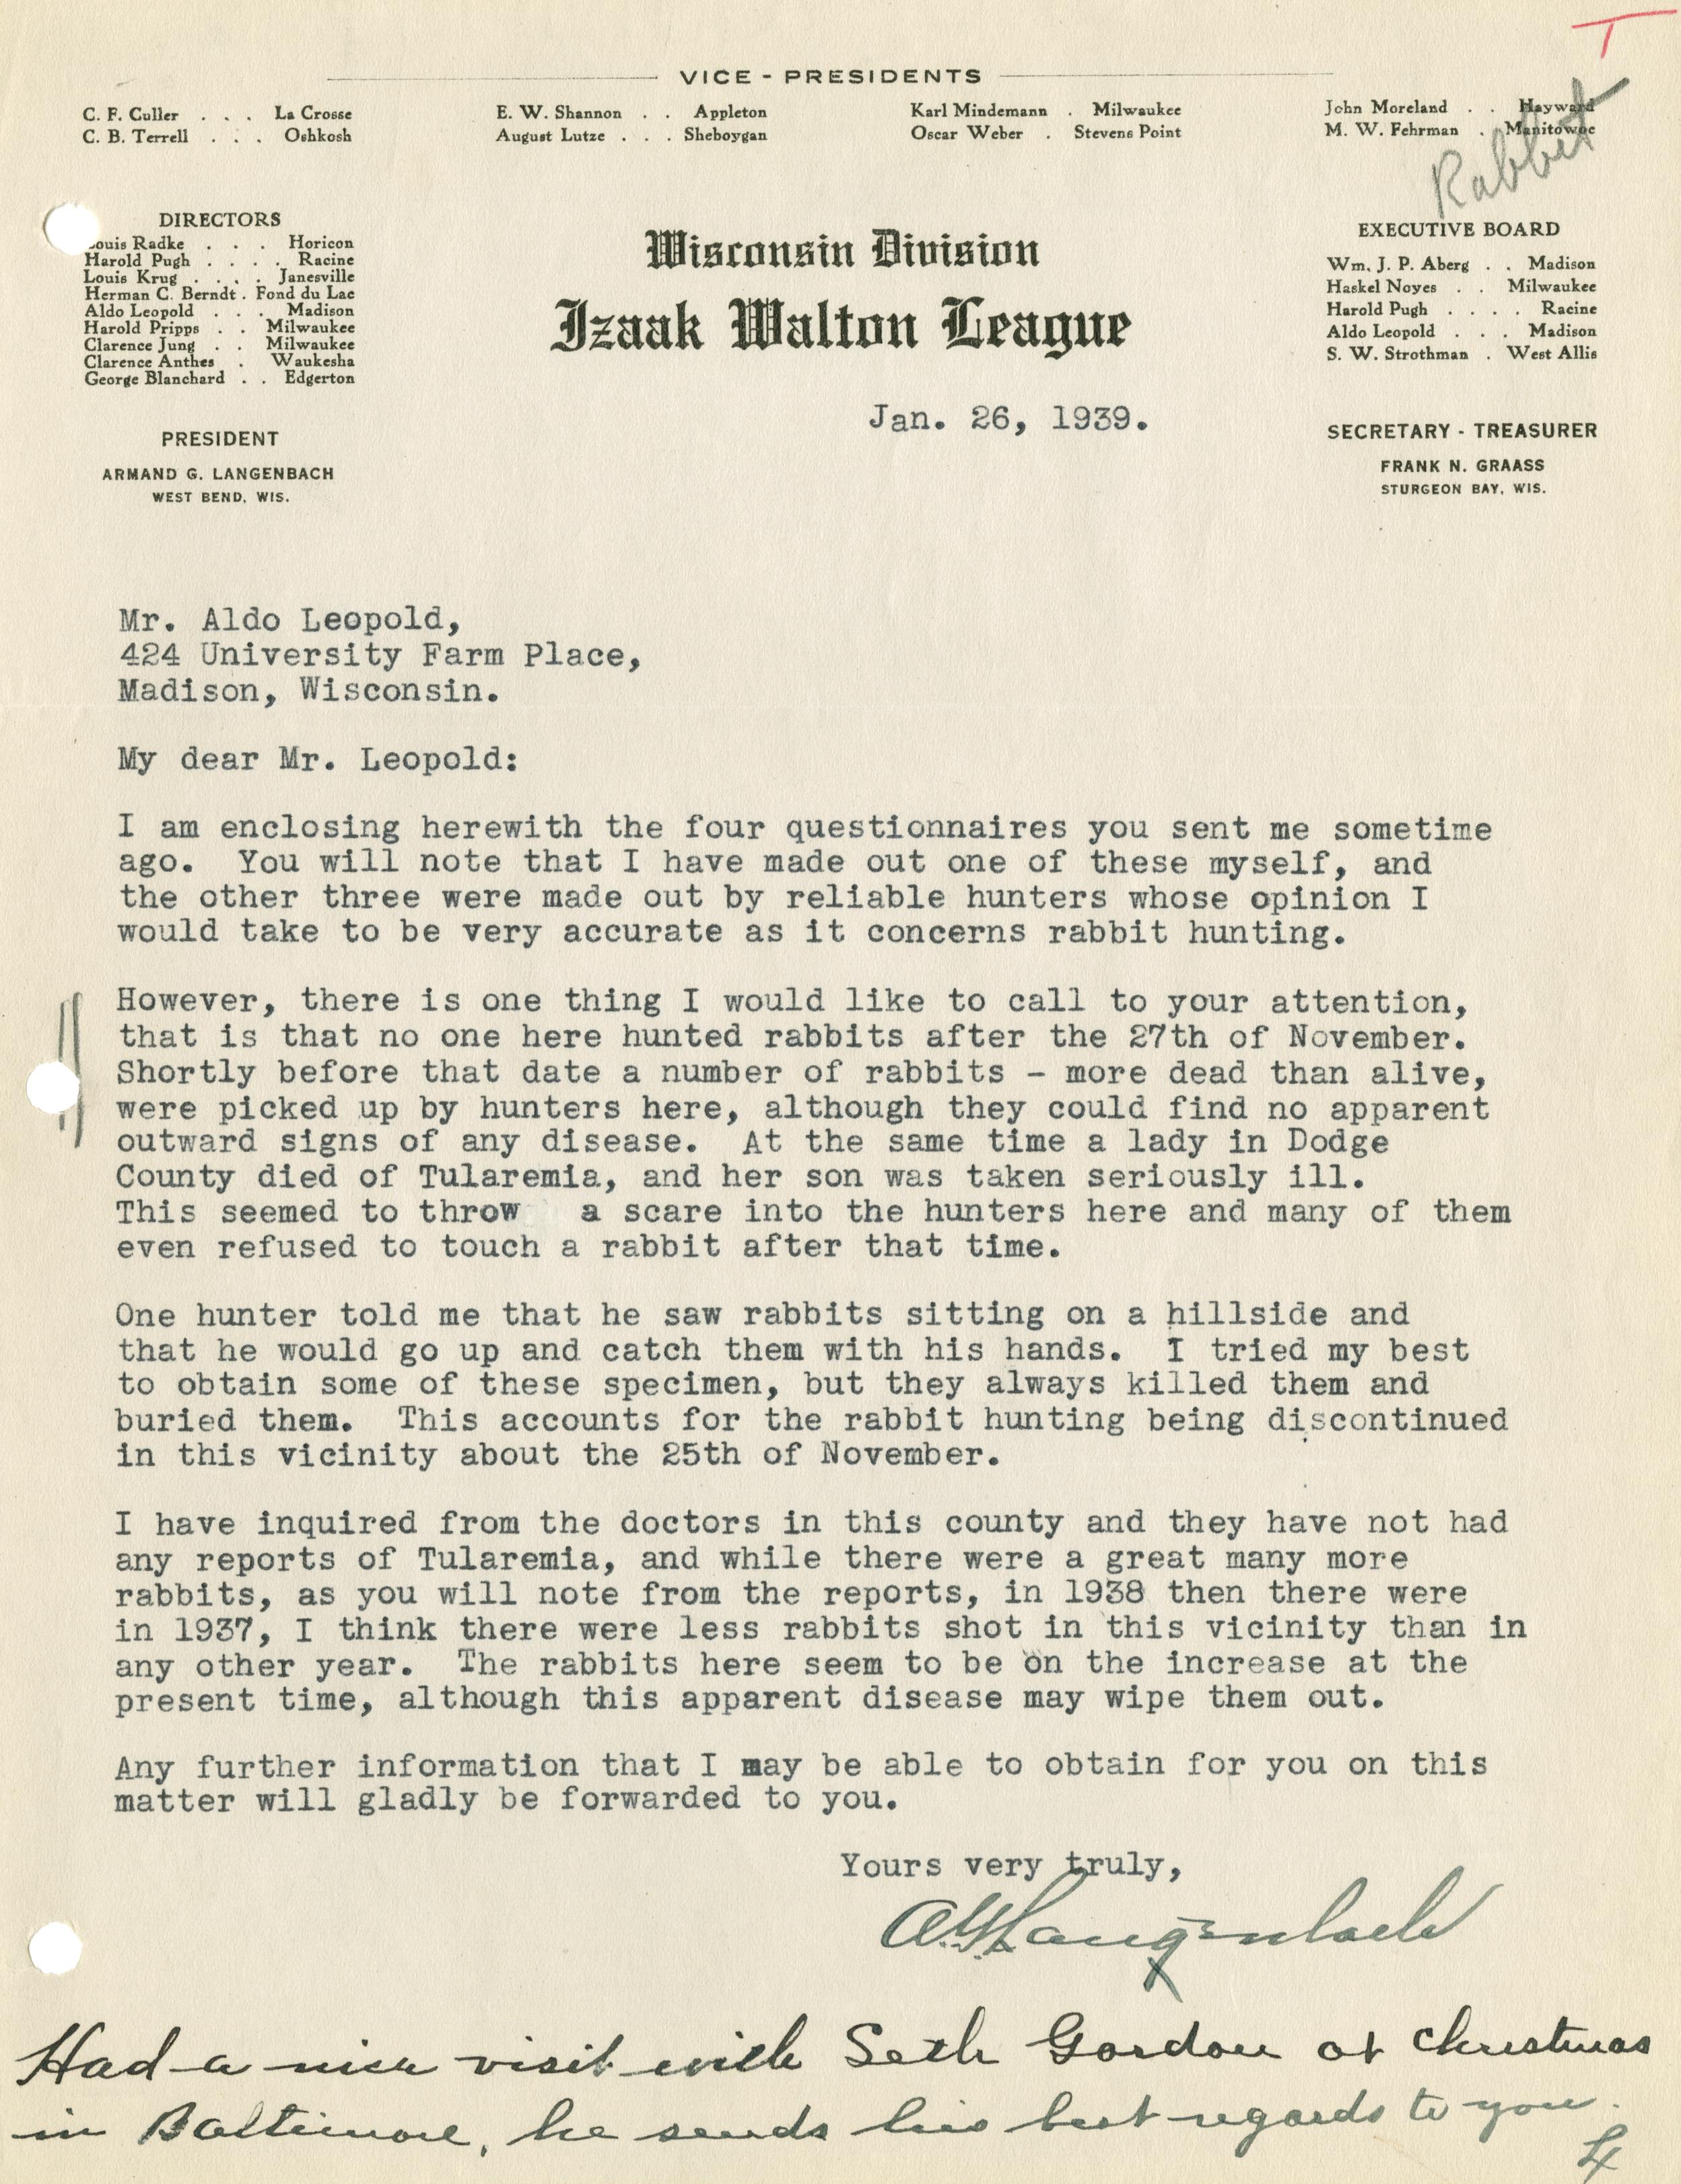 T
Rabbit
VICE - PRESIDENTS
C. F. Culler . . . La Crosse
C. B. Terrell . . . Oshkosh
E. W. Shannon . . Appleton
August Lutze . . . Sheboygan
Karl Mindemann . Milwaukee
Oscar Weber . Stevens Point
John Moreland . . Hayward
M. W. Fehrman . Manitowoc
DIRECTORS
Louis Radke . . . Horicon
Harold Pugh . . . . Racine
Louis Krug . . . . Janesville
Herman C. Berndt . Fond du Lac
Aldo Leopold . . . Madison
Harold Pripps . . Milwaukee
Clarence Jung . . Milwaukee
Clarence Anthes . Waukesha
George Blanchard . . Edgerton
PRESIDENT
ARMAND G. LANGENBACH
WEST BEND, WIS.
Wisconsin Division
Izaak Walton League
EXECUTIVE BOARD
Wm. J. P. Aberg . . Madison
Haskel Noyes . . Milwaukee
Harold Pugh . . . . Racine
Aldo Leopold . . . Madison
S. W. Strothman . West Allis
SECRETARY - TREASURER
FRANK N. GRAASS
STURGEON BAY, WIS.
Jan. 26, 1939.
Mr. Aldo Leopold,
424 University Farm Place,
Madison, Wisconsin.
My dear Mr. Leopold:
I am enclosing herewith the four questionnaires you sent me sometime
ago. You will note that I have made out one of these myself, and
the other three were made out by reliable hunters whose opinion I
would take to be very accurate as it concerns rabbit hunting.
However, there is one thing I would like to call to your attention,
that is that no one here hunted rabbits after the 27th of November.
Shortly before that date a number of rabbits - more dead than alive,
were picked up by hunters here, although they could find no apparent
outward signs of any disease. At the same time a lady in Dodge
County died of Tularemia, and her son was taken seriously ill.
This seemed to throw a scare into the hunters here and many of them
even refused to touch a rabbit after that time.
One hunter told me that he saw rabbits sitting on a hillside and
that he would go up and catch them with his hands. I tried my best
to obtain some of these specimen, but they always killed them and
buried them. This accounts for the rabbit hunting being discontinued
in this vicinity about the 25th of November.
I have inquired from the doctors in this county and they have not had
any reports of Tularemia, and while there were a great many more
rabbits, as you will note from the reports, in 1938 then there were
in 1937, I think there were less rabbits shot in this vicinity than in
any other year. The rabbits here seem to be on the increase at the
present time, although this apparent disease may wipe them out.
Any further information that I may be able to obtain for you on this
matter will gladly be forwarded to you.
Yours very truly,
A.G. Langenbach
Had a nice visit with Seth Gordon at Christmas
in Baltimore, he sends his best regards to you.